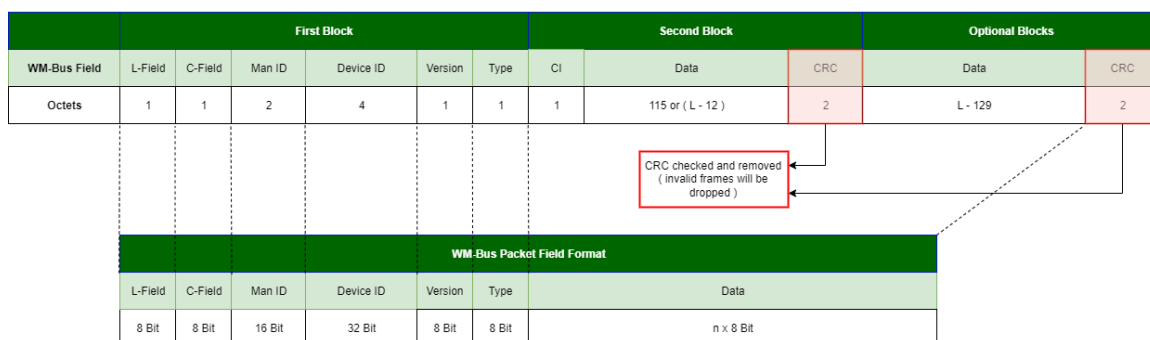 First Block Second Block Optional Blocks
WM-Bus Field L-Field C-Field Man ID Device ID Version Type CI Data CRC Data CRC
Octets 1 1 2 4 1 1 1 115 or ( L - 12 ) 2 L - 129 2
CRC checked and removed
( invalid frames will be
dropped )
WM-Bus Packet Field Format
L-Field C-Field Man ID Device ID Version Type Data
8 Bit 8 Bit 16 Bit 32 Bit 8 Bit 8 Bit n x 8 Bit